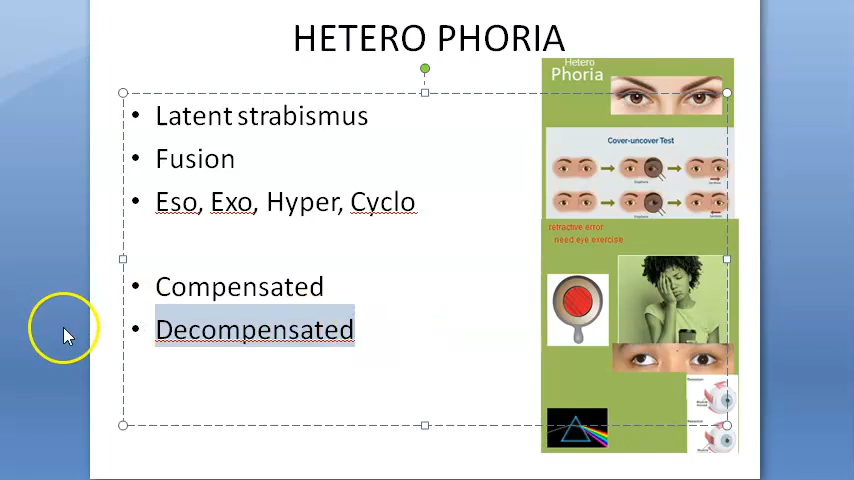 HETERO PHORIA
Hetero
Phoria
• Latent strabismus
• Fusion
• Eso, Exo, Hyper, Cyclo
• Compensated
• Decompensated
Cover-uncover Test
retractive error
need eye exercise